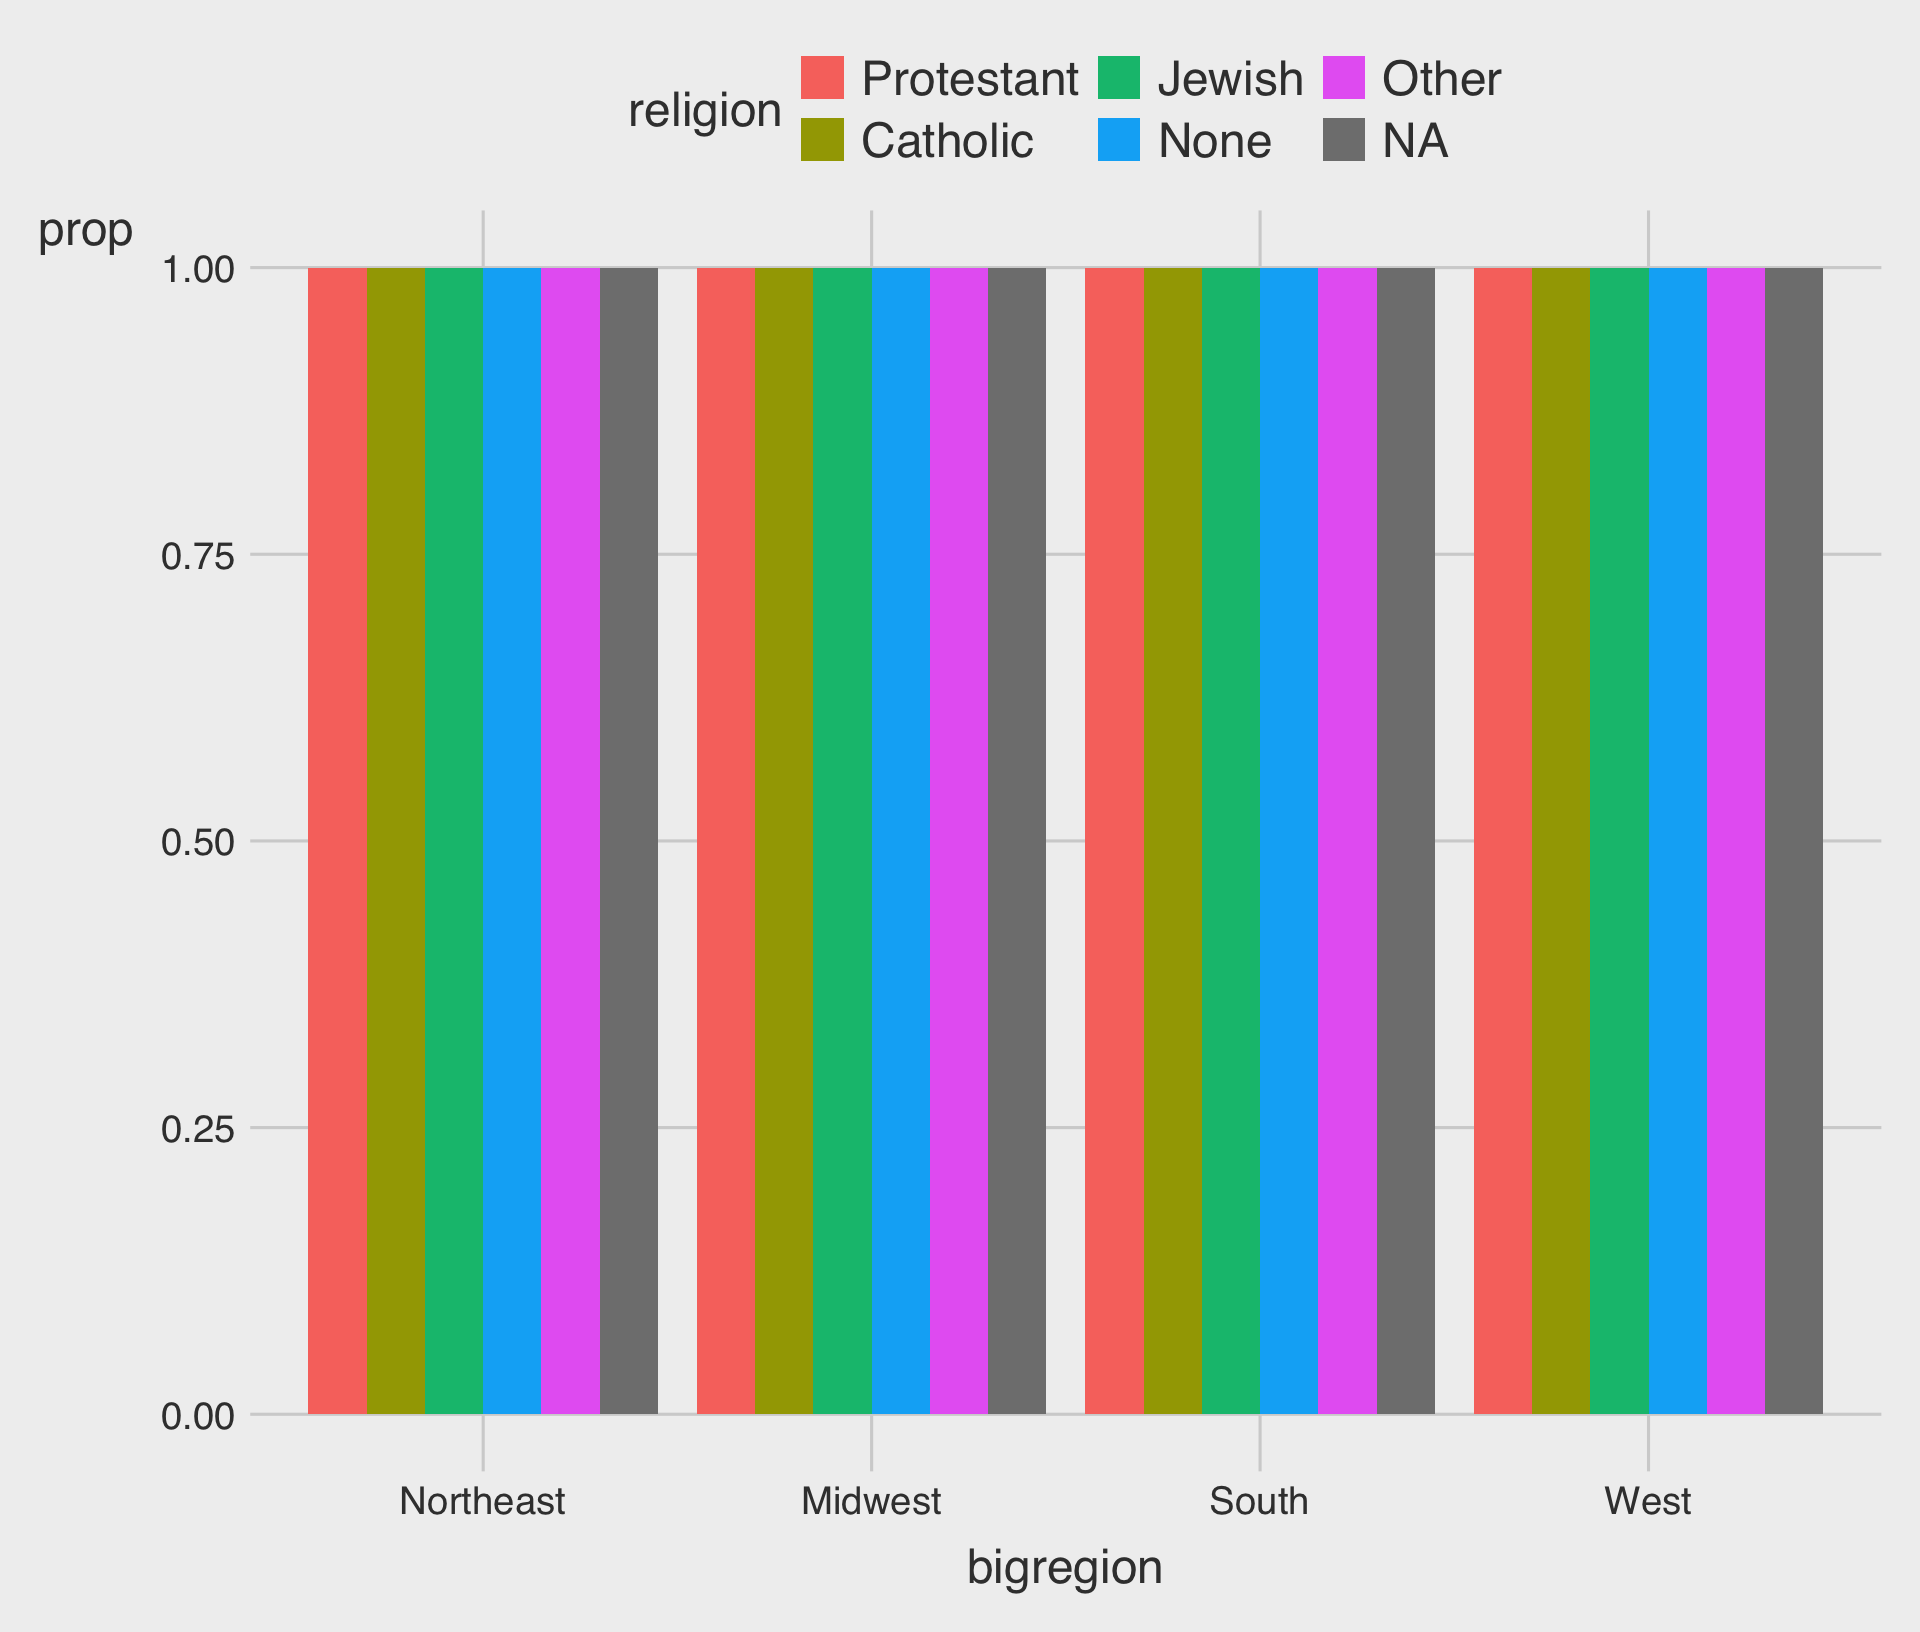 religion
Protestant Jewish Other
Catholic None NA
prop
1.00
0.75
0.50
0.25
0.00
Northeast Midwest South West
bigregion